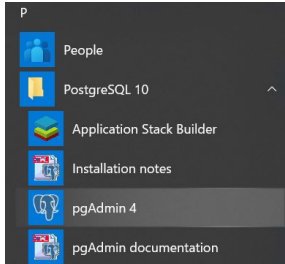 P
People
PostgreSQL 10
Application Stack Builder
Installation notes
pgAdmin 4
pgAdmin documentation